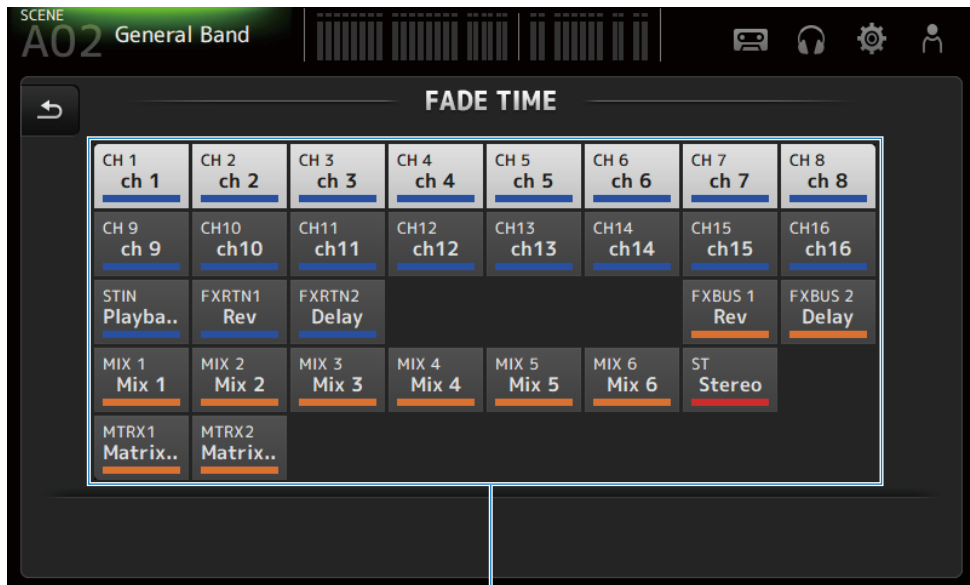 SCENE
A02 General Band
FADE TIME
CH 1 CH 2 CH 3 CH 4 CH 5 CH 6 CH 7 CH 8
ch 1 ch 2 ch 3 ch 4 ch 5 ch 6 ch 7 ch 8
CH 9 CH10 CH11 CH12 CH13 CH14 CH15 CH16
ch 9 ch10 ch11 ch12 ch13 ch14 ch15 ch16
STIN FXRTN1 FXRTN2 FXBUS 1 FXBUS 2
Playba.. Rev Delay Rev Delay
MIX 1 MIX 2 MIX 3 MIX 4 MIX 5 MIX 6 ST
Mix 1 Mix 2 Mix 3 Mix 4 Mix 5 Mix 6 Stereo
MTRX1 MTRX2
Matrix.. Matrix..